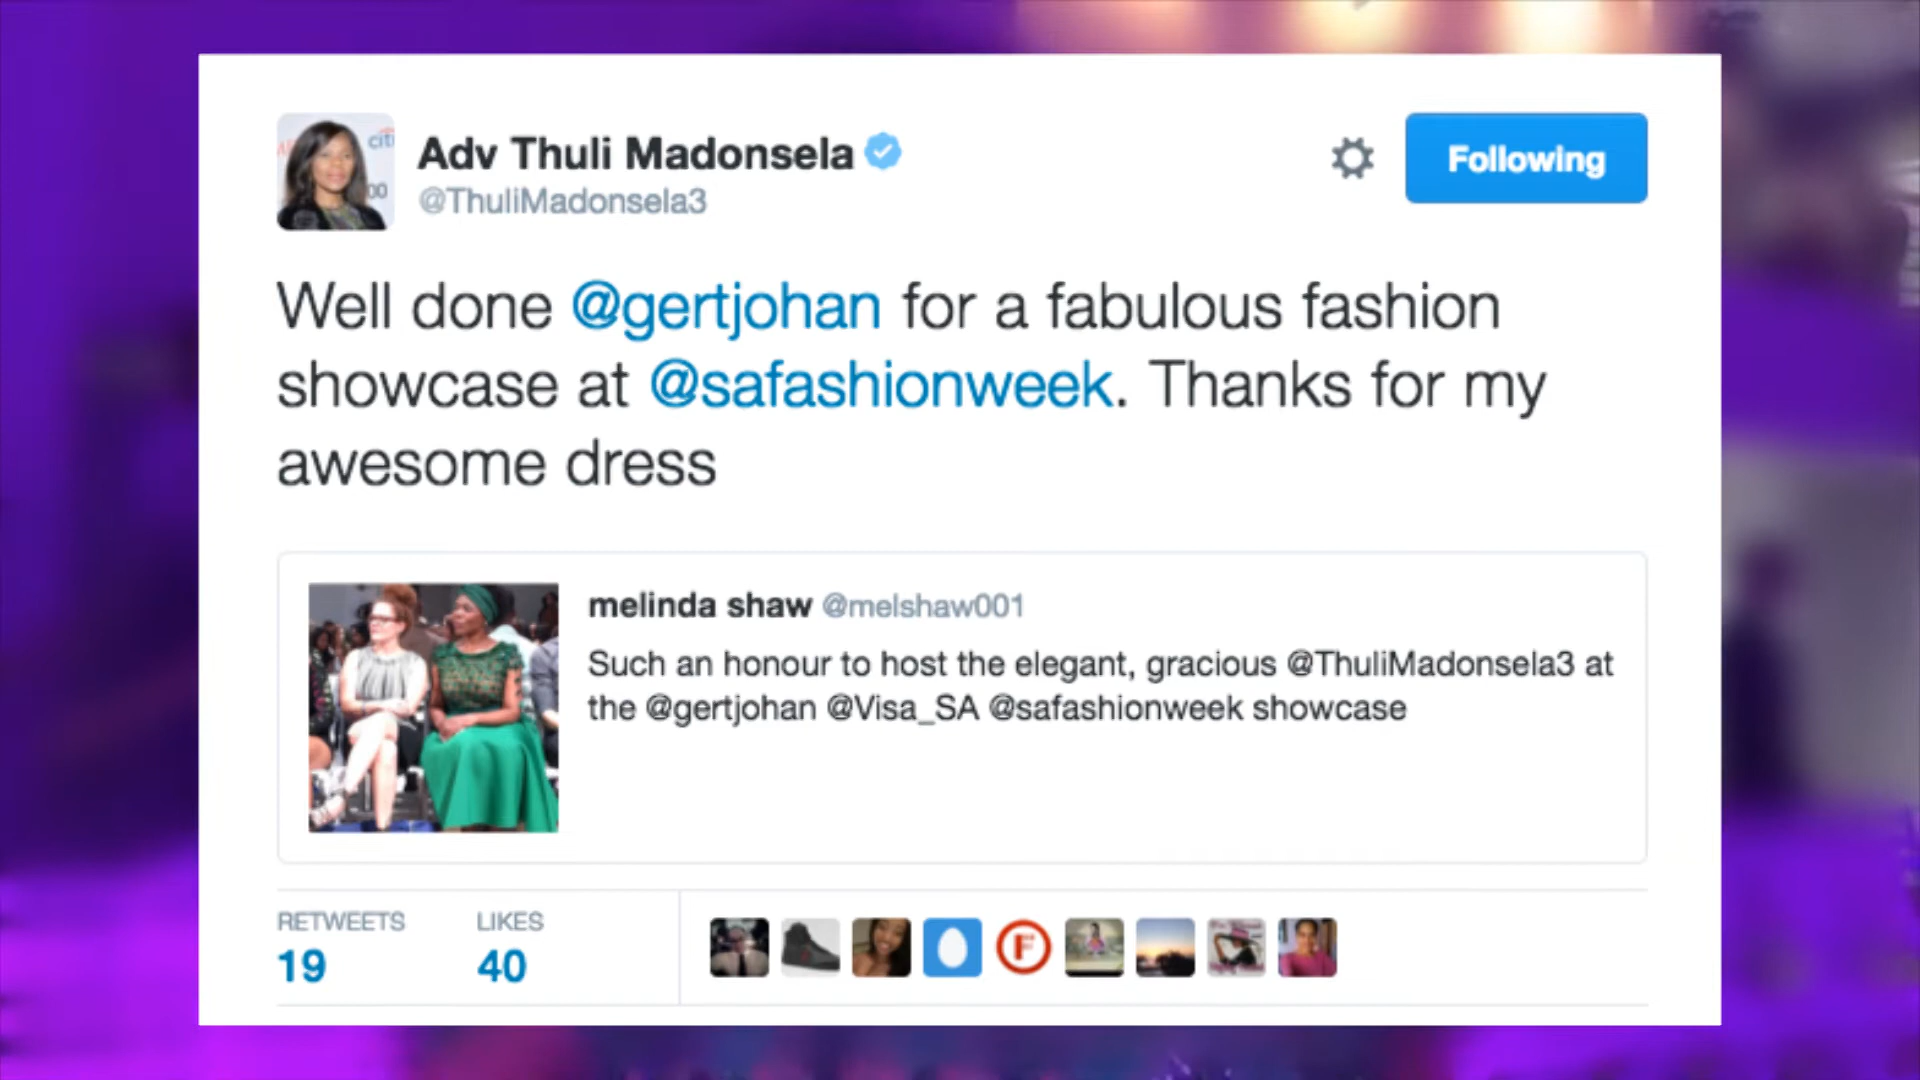 Adv Thuli Madonsela
@ThuliMadonsela3
Following
Well done @gertjohan for a fabulous fashion
showcase at @safashionweek. Thanks for my
awesome dress
melinda shaw @melshaw001
Such an honour to host the elegant, gracious @ThuliMadonsela3 at
the @gertjohan @Visa_SA @safashionweek showcase
RETWEETS
19
LIKES
40